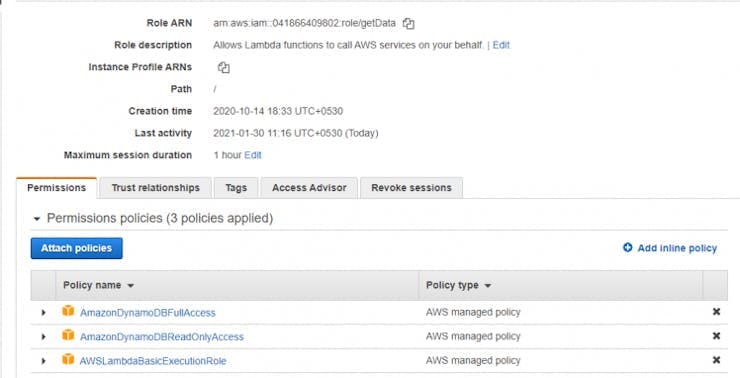 Role ARN arn:aws:iam::041866409802:role/getData
Role description Allows Lambda functions to call AWS services on your behalf. | Edit
Instance Profile ARNs
Path /
Creation time 2020-10-14 18:33 UTC+0530
Last activity 2021-01-30 11:16 UTC+0530 (Today)
Maximum session duration 1 hour Edit
Permissions Trust relationships Tags Access Advisor Revoke sessions
Permissions policies (3 policies applied)
Attach policies Add inline policy
Policy name Policy type
AmazonDynamoDBFullAccess AWS managed policy
AmazonDynamoDBReadOnlyAccess AWS managed policy
AWSLambdaBasicExecutionRole AWS managed policy